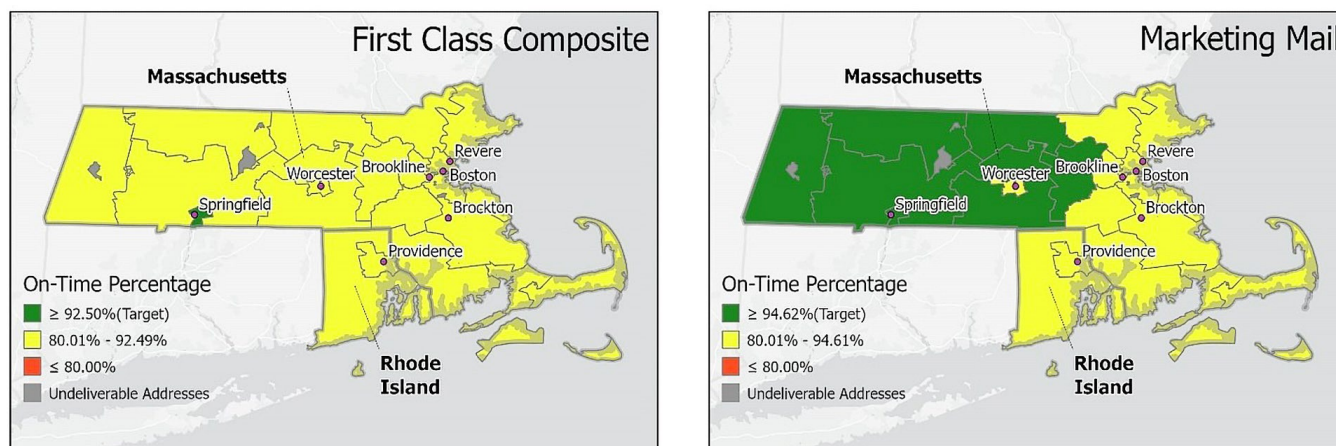 First Class Composite
Massachusetts
Revere
Brookline
Boston
Worcester
Springfield
Brockton
Providence
On-Time Percentage
≥ 92.50%(Target)
80.01% - 92.49%
≤ 80.00%
Undeliverable Addresses
Rhode
Island
Marketing Mail
Massachusetts
Revere
Brookline
Boston
Worcester
Springfield
Brockton
Providence
On-Time Percentage
≥ 94.62%(Target)
80.01% - 94.61%
≤ 80.00%
Undeliverable Addresses
Rhode
Island